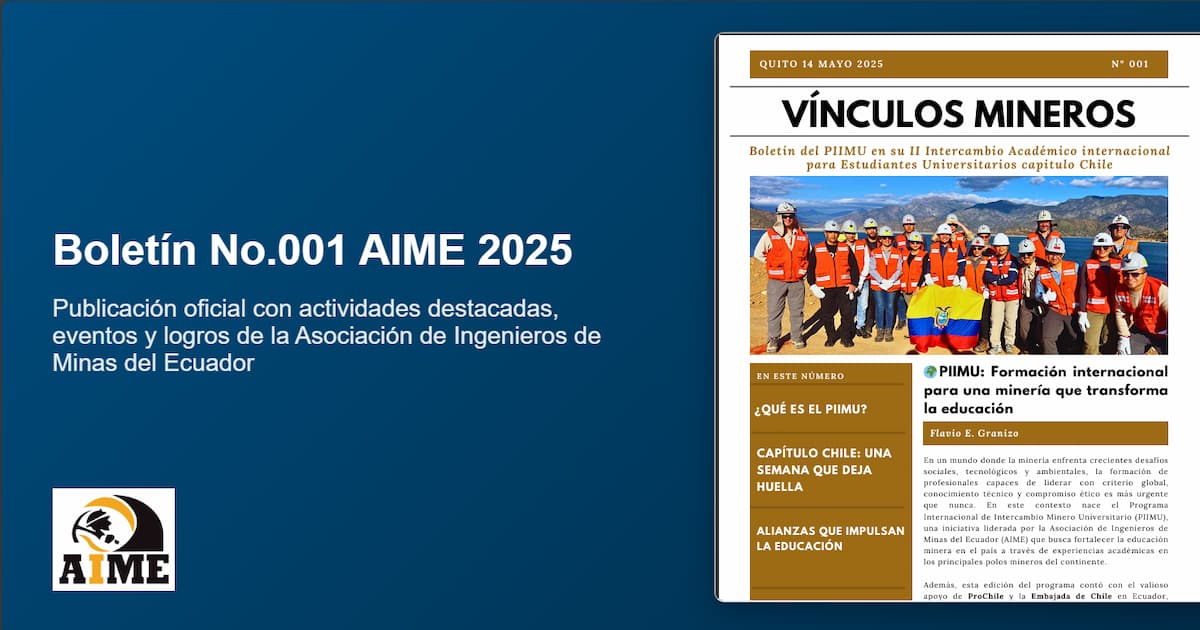 Boletín No.001 AIME 2025
Publicación oficial con actividades destacadas,
eventos y logros de la Asociación de Ingenieros de
Minas del Ecuador
AIME
QUITO 14 MAYO 2025
N° 001
VÍNCULOS MINEROS
Boletín del PIIMU en su II Intercambio Académico internacional
para Estudiantes Universitarios capitulo Chile
EN ESTE NÚMERO
¿QUÉ ES EL PIIMU?
CAPÍTULO CHILE: UNA
SEMANA QUE DEJA
HUELLA
ALIANZAS QUE IMPULSAN
LA EDUCACIÓN
PIIMU: Formación internacional
para una minería que transforma
la educación
Flavio E. Granizo
En un mundo donde la minería enfrenta crecientes desafíos
sociales, tecnológicos y ambientales, la formación de
profesionales capaces de liderar con criterio global,
conocimiento técnico y compromiso ético es más urgente
que nunca. En este contexto nace el Programa
Internacional de Intercambio Minero Universitario (PIIMU),
una iniciativa liderada por la Asociación de Ingenieros de
Minas del Ecuador (AIME) que busca fortalecer la educación
minera en el país a través de experiencias académicas en
los principales polos mineros del continente.
Además, esta edición del programa contó con el valioso
apoyo de ProChile y la Embajada de Chile en Ecuador,